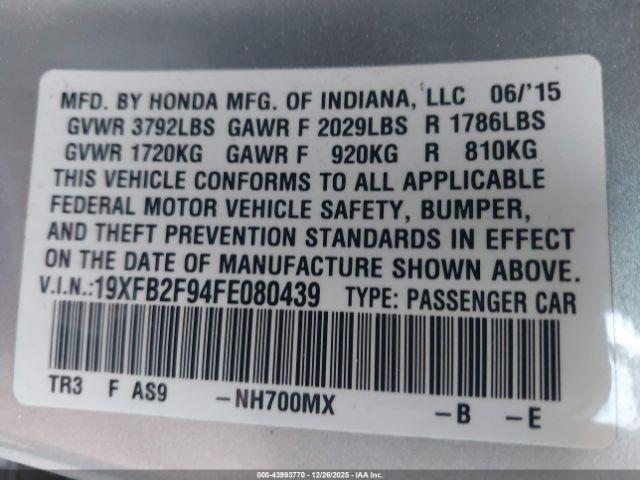 MFD. BY HONDA MFG. OF INDIANA, LLC 06/'15
GVWR 3792LBS GAWR F 2029LBS R 1786LBS
GVWR 1720KG GAWR F 920KG R 810KG
THIS VEHICLE CONFORMS TO ALL APPLICABLE
FEDERAL MOTOR VEHICLE SAFETY, BUMPER,
AND THEFT PREVENTION STANDARDS IN EFFECT
ON THE DATE OF MANUFACTURE SHOWN ABOVE.
V.I.N.:19XFB2F94FE080439 TYPE: PASSENGER CAR
TR3 F AS9 -NH700MX -B -E
000-43993770 - 12/26/2025 - IAA Inc.